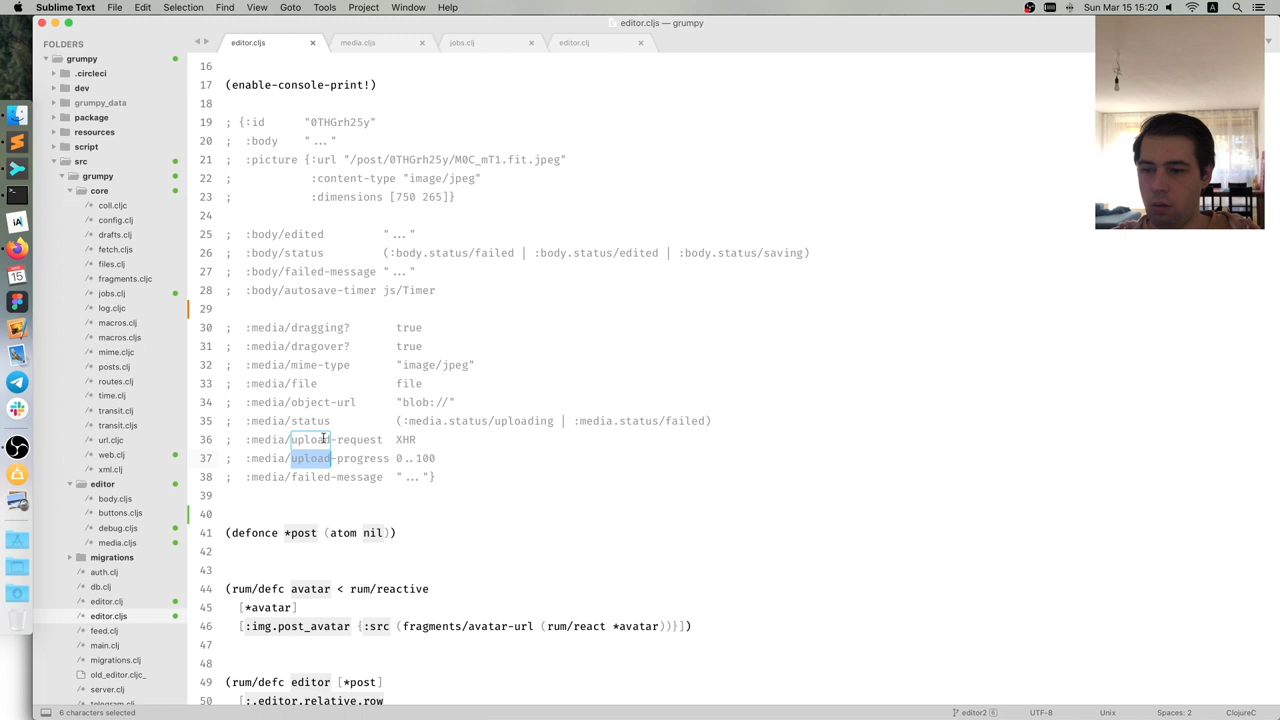 Sublime Text File Edit Selection Find View Goto Tools Project Window Help
Sun 15 Mar 15:20
editor.cljs — grumpy
FOLDERS
grumpy
.circleci
dev
grumpy_data
package
resources
script
src
grumpy
core
coll.cljc
config.clj
drafts.clj
fetch.cljs
files.clj
fragments.cljc
jobs.clj
log.cljc
macros.clj
macros.cljs
mime.cljc
posts.clj
routes.clj
time.clj
transit.clj
transit.cljs
url.cljc
web.clj
xml.clj
editor
body.cljs
buttons.cljs
debug.cljs
media.cljs
migrations
auth.clj
db.clj
editor.clj
editor.cljs
feed.clj
main.clj
migrations.clj
old_editor.cljc_
server.clj
telegram.clj
editor.cljs
media.cljs
jobs.clj
editor.clj
16
17 (enable-console-print!)
18
19 ; {:id "0THGrh25y"
20 ; :body "..."
21 ; :picture {:url "/post/0THGrh25y/M0C_mT1.fit.jpeg"
22 ; :content-type "image/jpeg"
23 ; :dimensions [750 265]}
24
25 ; :body/edited "..."
26 ; :body/status (:body.status/failed | :body.status/edited | :body.status/saving)
27 ; :body/failed-message "..."
28 ; :body/autosave-timer js/Timer
29
30 ; :media/dragging? true
31 ; :media/dragover? true
32 ; :media/mime-type "image/jpeg"
33 ; :media/file file
34 ; :media/object-url "blob://"
35 ; :media/status (:media.status/uploading | :media.status/failed)
36 ; :media/upload-request XHR
37 ; :media/upload-progress 0..100
38 ; :media/failed-message "..."}
39
40
41 (defonce *post (atom nil))
42
43
44 (rum/defc avatar < rum/reactive
45 [*avatar]
46 [:img.post_avatar {:src (fragments/avatar-url (rum/react *avatar))}])
47
48
49 (rum/defc editor [*post]
50 [:.editor.relative.row
6 characters selected
editor2 6
UTF-8
Unix
Spaces: 2
ClojureC